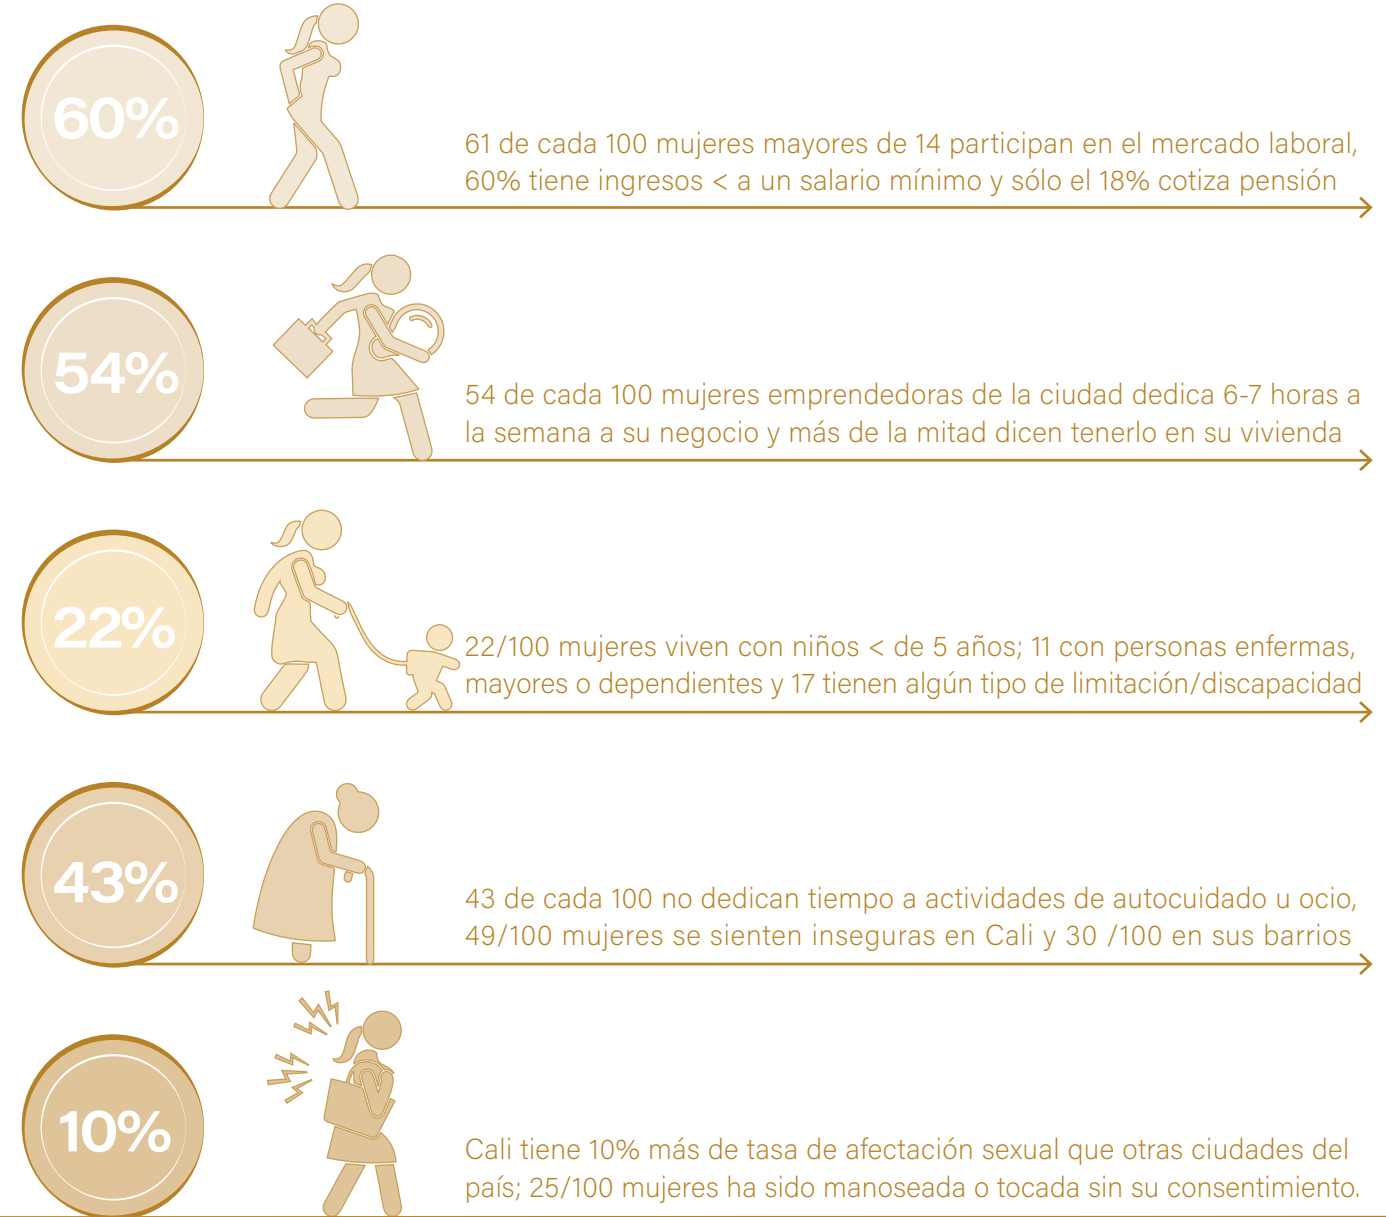 60%
61 de cada 100 mujeres mayores de 14 participan en el mercado laboral,
60% tiene ingresos < a un salario mínimo y sólo el 18% cotiza pensión
54%
54 de cada 100 mujeres emprendedoras de la ciudad dedica 6-7 horas a
la semana a su negocio y más de la mitad dicen tenerlo en su vivienda
22%
22/100 mujeres viven con niños < de 5 años; 11 con personas enfermas,
mayores o dependientes y 17 tienen algún tipo de limitación/discapacidad
43%
43 de cada 100 no dedican tiempo a actividades de autocuidado u ocio,
49/100 mujeres se sienten inseguras en Cali y 30 /100 en sus barrios
10%
Cali tiene 10% más de tasa de afectación sexual que otras ciudades del
país; 25/100 mujeres ha sido manoseada o tocada sin su consentimiento.